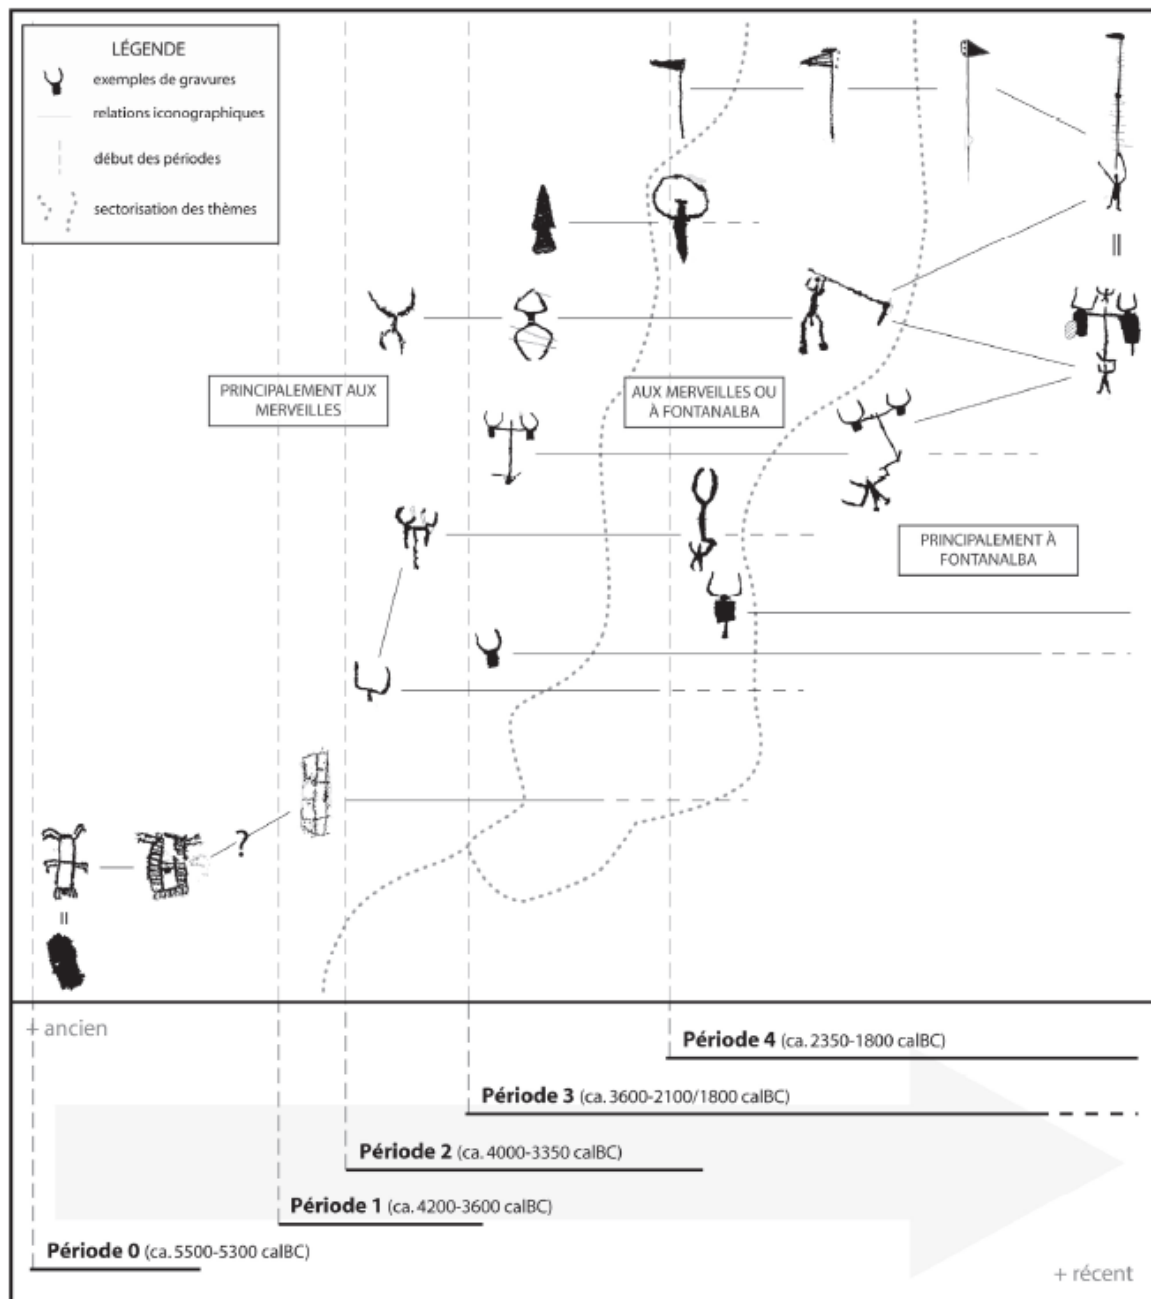 LÉGENDE
exemples de gravures
relations iconographiques
début des périodes
sectorisation des thèmes
PRINCIPALEMENT AUX
MERVEILLES
AUX MERVEILLES OU
À FONTANALBA
PRINCIPALEMENT À
FONTANALBA
?
+ ancien
Période 4 (ca. 2350-1800 calBC)
Période 3 (ca. 3600-2100/1800 calBC)
Période 2 (ca. 4000-3350 calBC)
Période 1 (ca. 4200-3600 calBC)
Période 0 (ca. 5500-5300 calBC)
+ récent